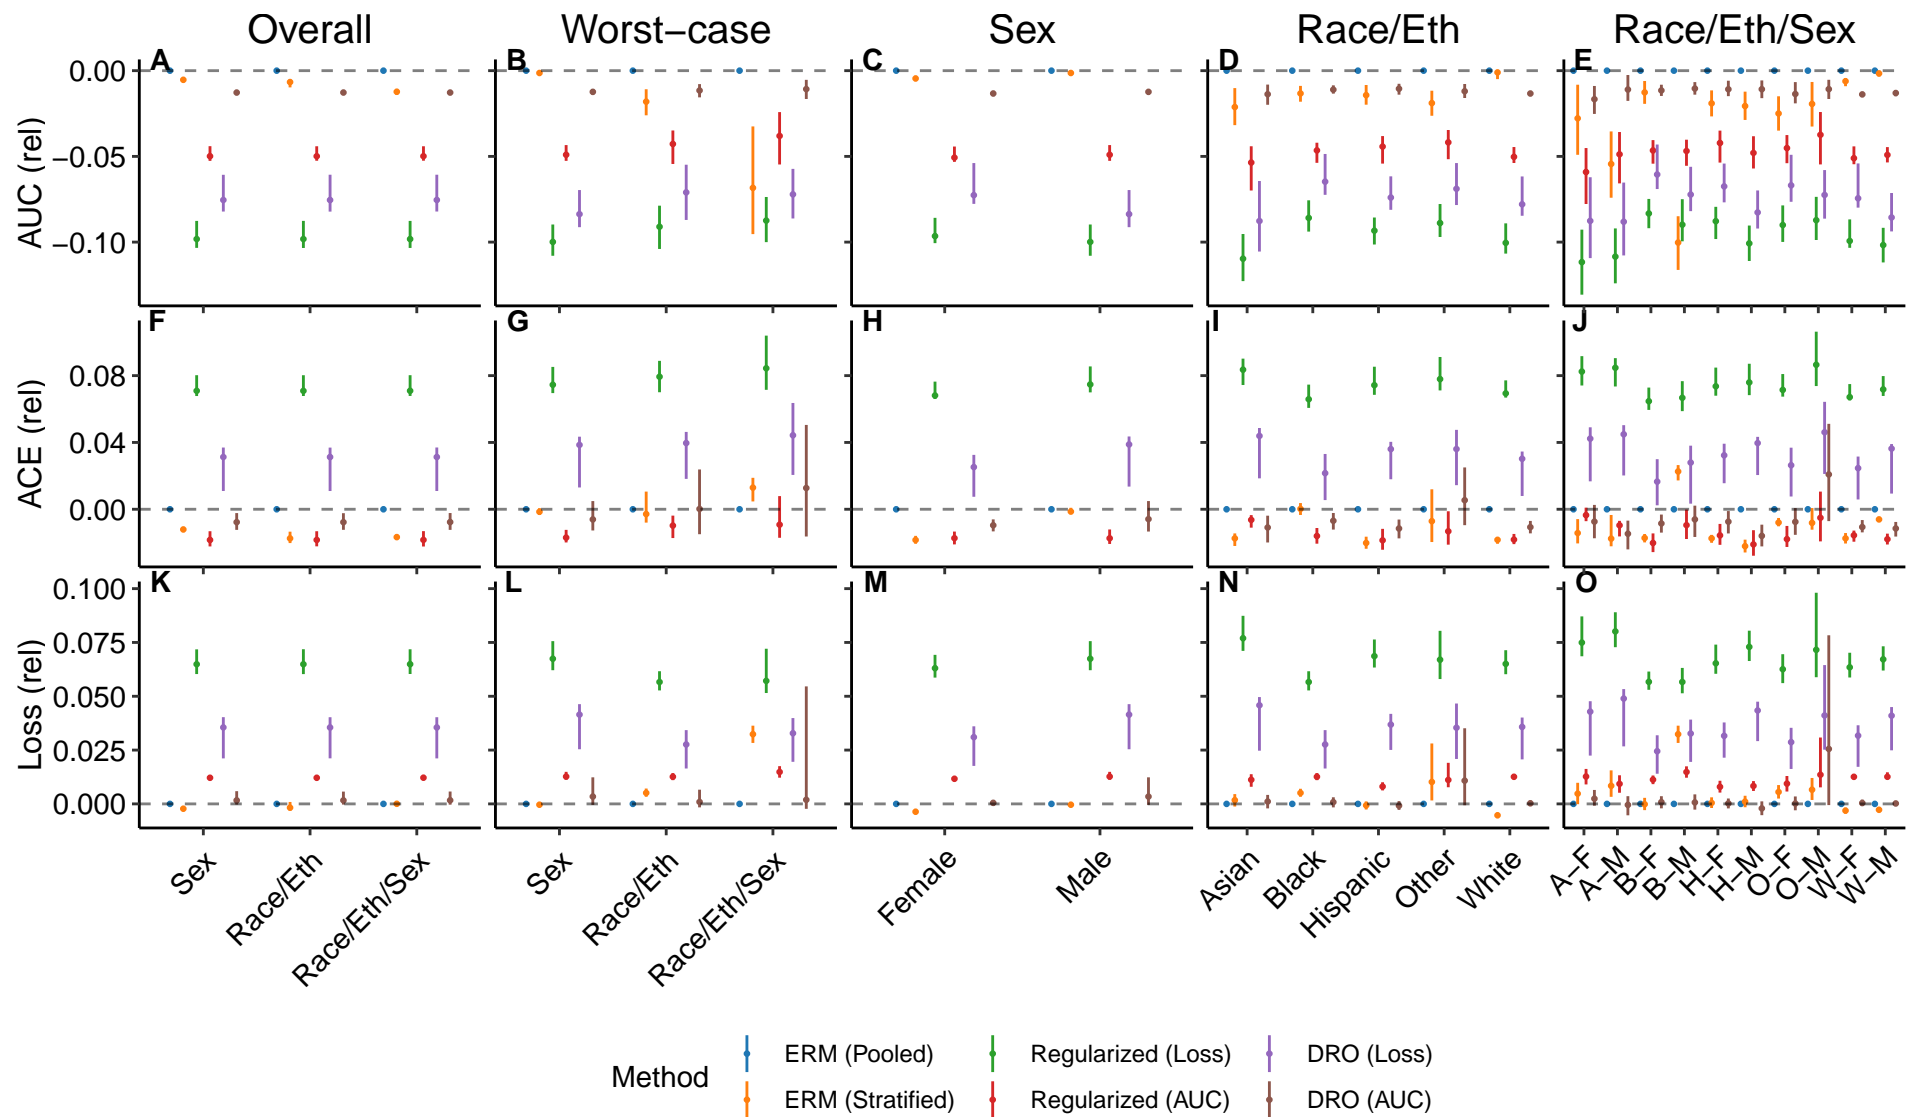 Overall Worst−case Sex Race/Eth Race/Eth/Sex
A B C D E
0.00
−0.05
−0.10
AUC (rel)
F G H I J
0.08
0.04
0.00
ACE (rel)
K L M N O
0.100
0.075
0.050
0.025
0.000
Loss (rel)
Sex Race/Eth Race/Eth/Sex Sex Race/Eth Race/Eth/Sex Female Male Asian Black Hispanic Other White A−F A−M B−F B−M H−F H−M O−F O−M W−F W−M
Method
ERM (Pooled) Regularized (Loss) DRO (Loss)
ERM (Stratified) Regularized (AUC) DRO (AUC)